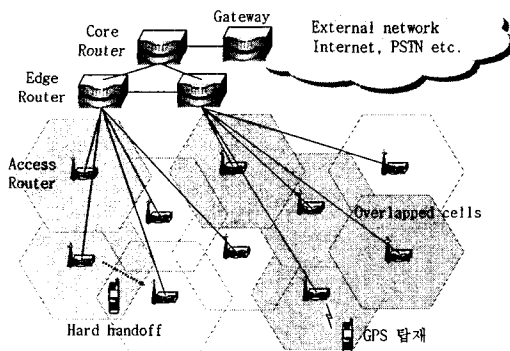 Gateway
Core
Router
External network
Internet, PSTN etc.
Edge
Router
Access
Router
Overlapped cells
Hard handoff
GPS 탑재